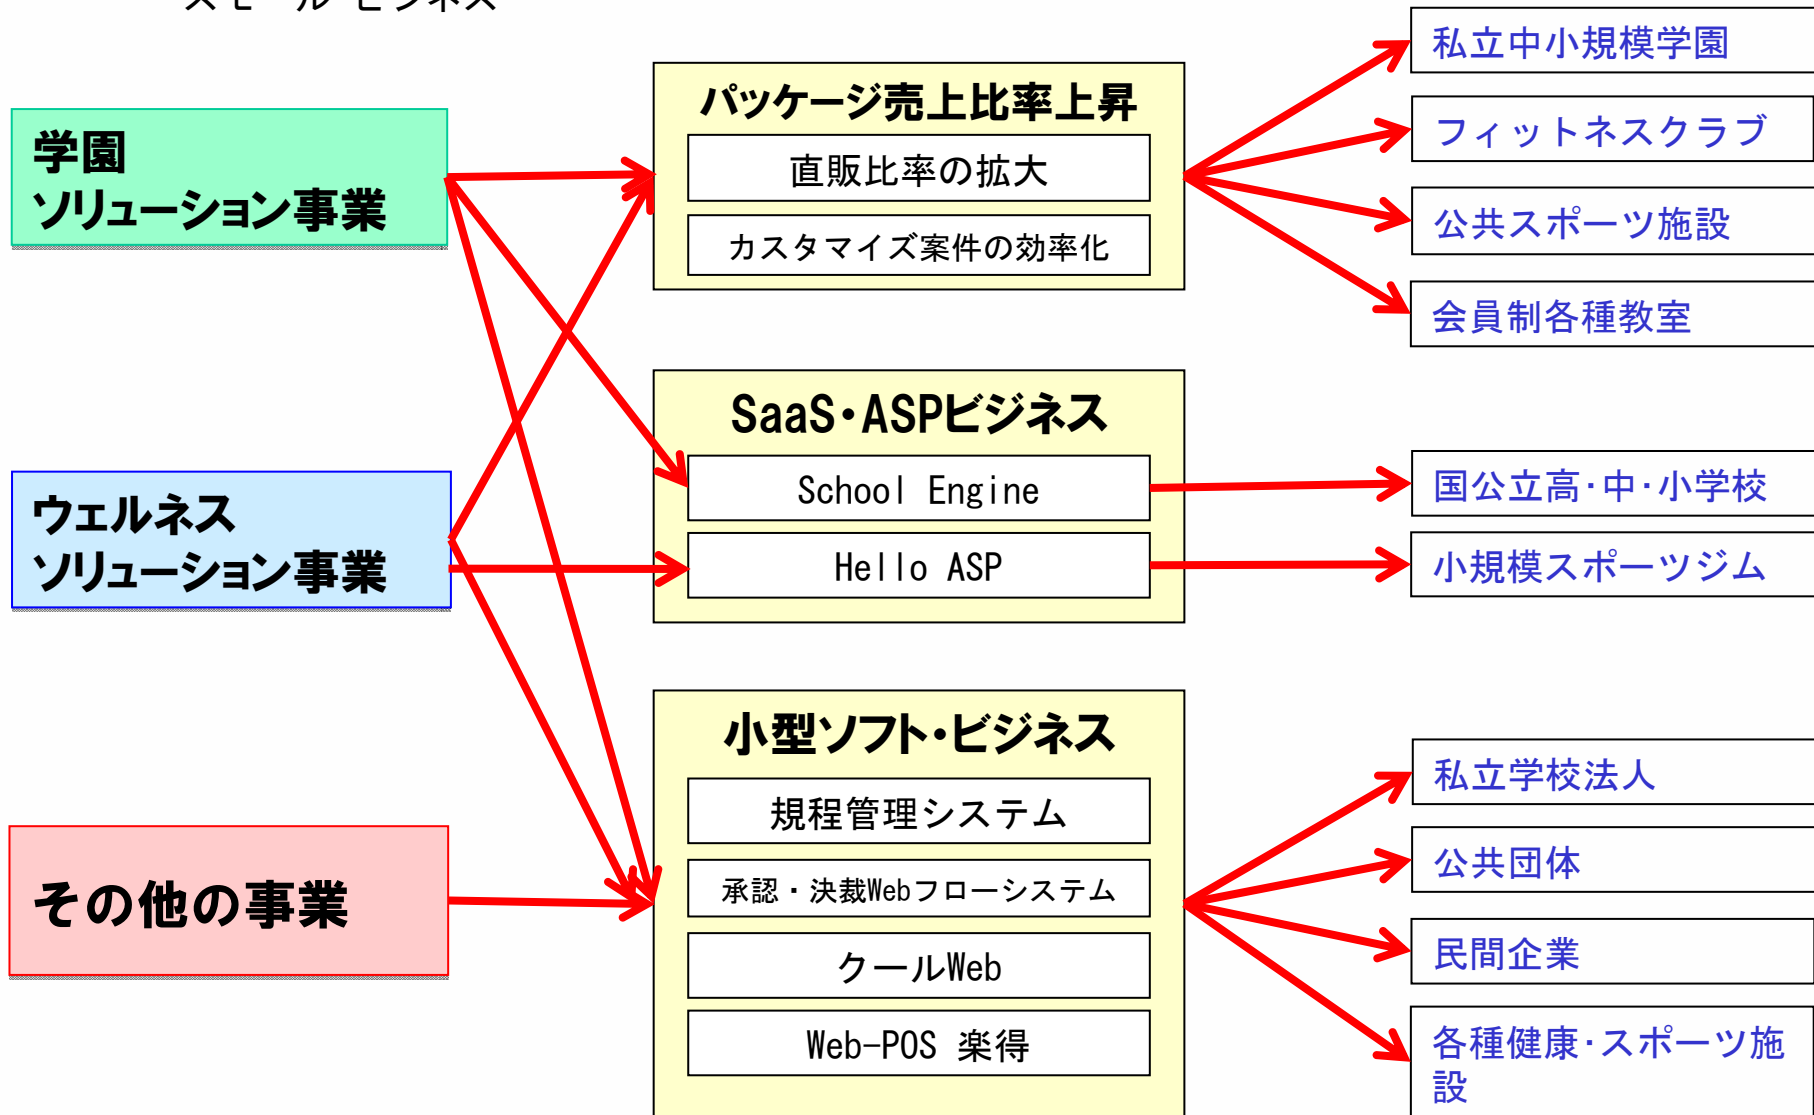 スモール ビジネス
学園
ソリューション事業
ウェルネス
ソリューション事業
その他の事業
パッケージ売上比率上昇
直販比率の拡大
カスタマイズ案件の効率化
SaaS・ASPビジネス
School Engine
Hello ASP
小型ソフト・ビジネス
規程管理システム
承認・決裁Webフローシステム
クールWeb
Web-POS 楽得
私立中小規模学園
フィットネスクラブ
公共スポーツ施設
会員制各種教室
国公立高・中・小学校
小規模スポーツジム
私立学校法人
公共団体
民間企業
各種健康・スポーツ施
設